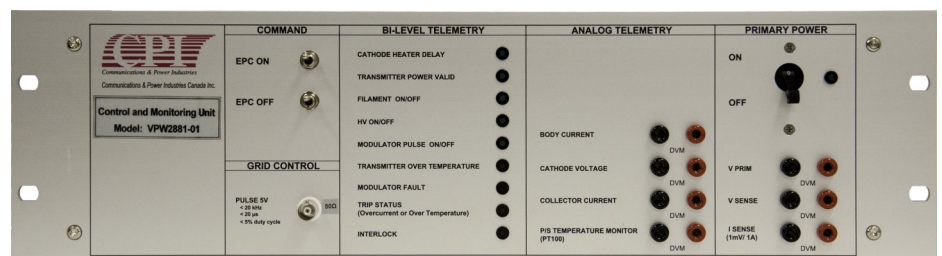 CPI
Communications & Power Industries
Communications & Power Industries Canada Inc.
Control and Monitoring Unit
Model: VPW2881-01
COMMAND
EPC ON
EPC OFF
GRID CONTROL
PULSE 5V
< 20 kHz
< 20 µs
< 5% duty cycle
50Ω
BI-LEVEL TELEMETRY
CATHODE HEATER DELAY
TRANSMITTER POWER VALID
FILAMENT ON/OFF
HV ON/OFF
MODULATOR PULSE ON/OFF
TRANSMITTER OVER TEMPERATURE
MODULATOR FAULT
TRIP STATUS
(Overcurrent or Over Temperature)
INTERLOCK
ANALOG TELEMETRY
BODY CURRENT
DVM
CATHODE VOLTAGE
DVM
COLLECTOR CURRENT
DVM
P/S TEMPERATURE MONITOR
(PT100)
DVM
PRIMARY POWER
ON
OFF
V PRIM
DVM
V SENSE
DVM
I SENSE
(1mV/ 1A)
DVM